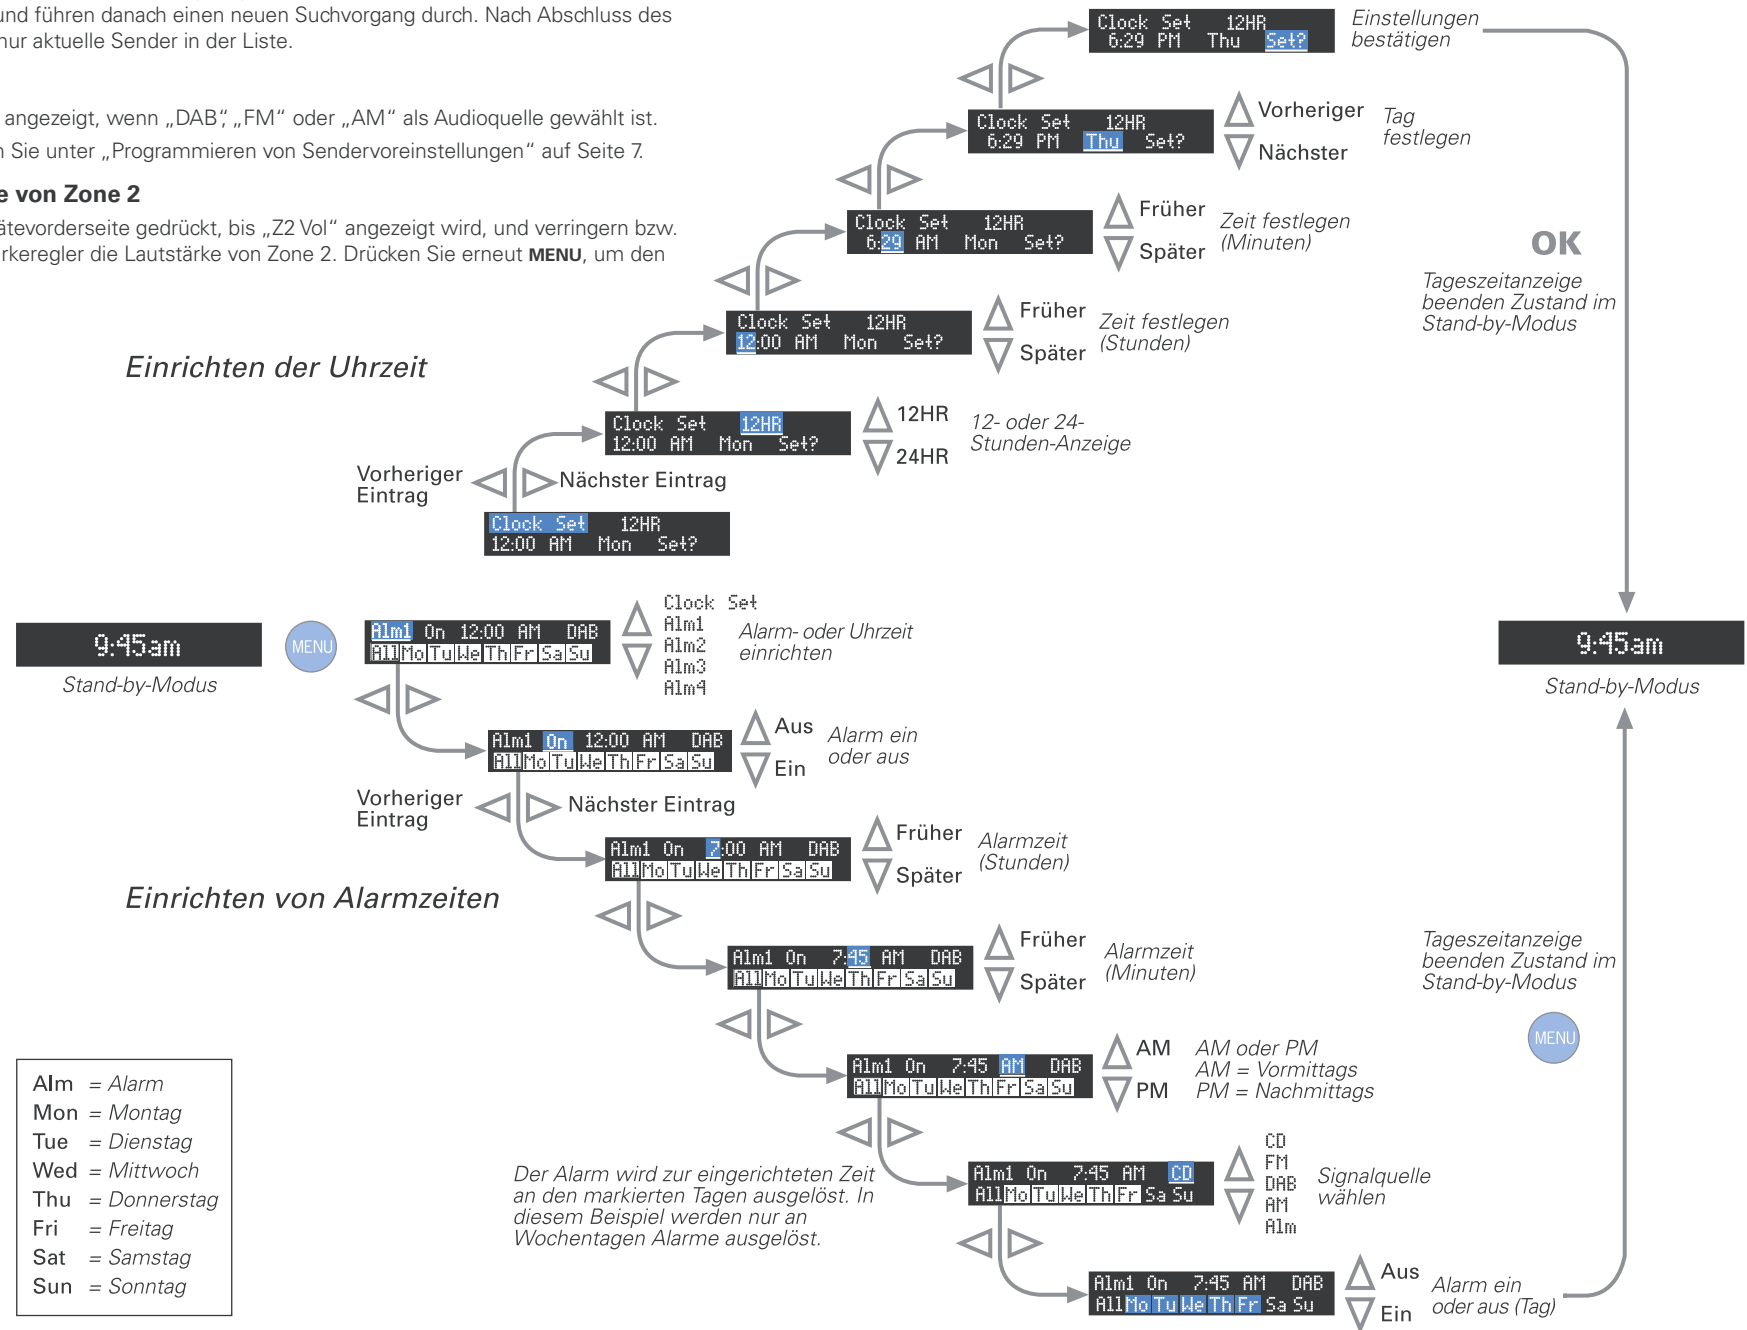 und führen danach einen neuen Suchvorgang durch. Nach Abschluss des
nur aktuelle Sender in der Liste.
angezeigt, wenn „DAB“, „FM“ oder „AM“ als Audioquelle gewählt ist.
Sie unter „Programmieren von Sendervoreinstellungen“ auf Seite 7.
von Zone 2
gedrückt, bis „Z2 Vol“ angezeigt wird, und verringern bzw.
die Lautstärke von Zone 2. Drücken Sie erneut MENU, um den
Clock Set 12HR
6:29 PM Thu Set?
Einstellungen
bestätigen
Clock Set 12HR
6:29 PM Thu Set?
Vorheriger
Nächster
Tag
festlegen
Clock Set 12HR
6:29 AM Mon Set?
Früher
Später
Zeit festlegen
(Minuten)
OK
Tageszeitanzeige
beenden Zustand im
Stand-by-Modus
Clock Set 12HR
12:00 AM Mon Set?
Früher
Später
Zeit festlegen
(Stunden)
Einrichten der Uhrzeit
Clock Set 12HR
12:00 AM Mon Set?
12HR
24HR
12- oder 24-
Stunden-Anzeige
Vorheriger
Eintrag
Nächster Eintrag
Clock Set 12HR
12:00 AM Mon Set?
9:45am
Stand-by-Modus
MENU
Alm1 On 12:00 AM DAB
All Mo Tu We Th Fr Sa Su
Clock Set
Alm1
Alm2
Alm3
Alm4
Alarm- oder Uhrzeit
einrichten
9:45am
Stand-by-Modus
Alm1 On 12:00 AM DAB
All Mo Tu We Th Fr Sa Su
Aus
Ein
Alarm ein
oder aus
Vorheriger
Eintrag
Nächster Eintrag
Alm1 On 7:00 AM DAB
All Mo Tu We Th Fr Sa Su
Früher
Später
Alarmzeit
(Stunden)
Einrichten von Alarmzeiten
Alm1 On 7:45 AM DAB
All Mo Tu We Th Fr Sa Su
Früher
Später
Alarmzeit
(Minuten)
Tageszeitanzeige
beenden Zustand im
Stand-by-Modus
MENU
Alm1 On 7:45 AM DAB
All Mo Tu We Th Fr Sa Su
AM
PM
AM oder PM
AM = Vormittags
PM = Nachmittags
Alm = Alarm
Mon = Montag
Tue = Dienstag
Wed = Mittwoch
Thu = Donnerstag
Fri = Freitag
Sat = Samstag
Sun = Sonntag
Der Alarm wird zur eingerichteten Zeit
an den markierten Tagen ausgelöst. In
diesem Beispiel werden nur an
Wochentagen Alarme ausgelöst.
Alm1 On 7:45 AM CD
All Mo Tu We Th Fr Sa Su
CD
FM
DAB
AM
Alm
Signalquelle
wählen
Alm1 On 7:45 AM DAB
All Mo Tu We Th Fr Sa Su
Aus
Ein
Alarm ein
oder aus (Tag)